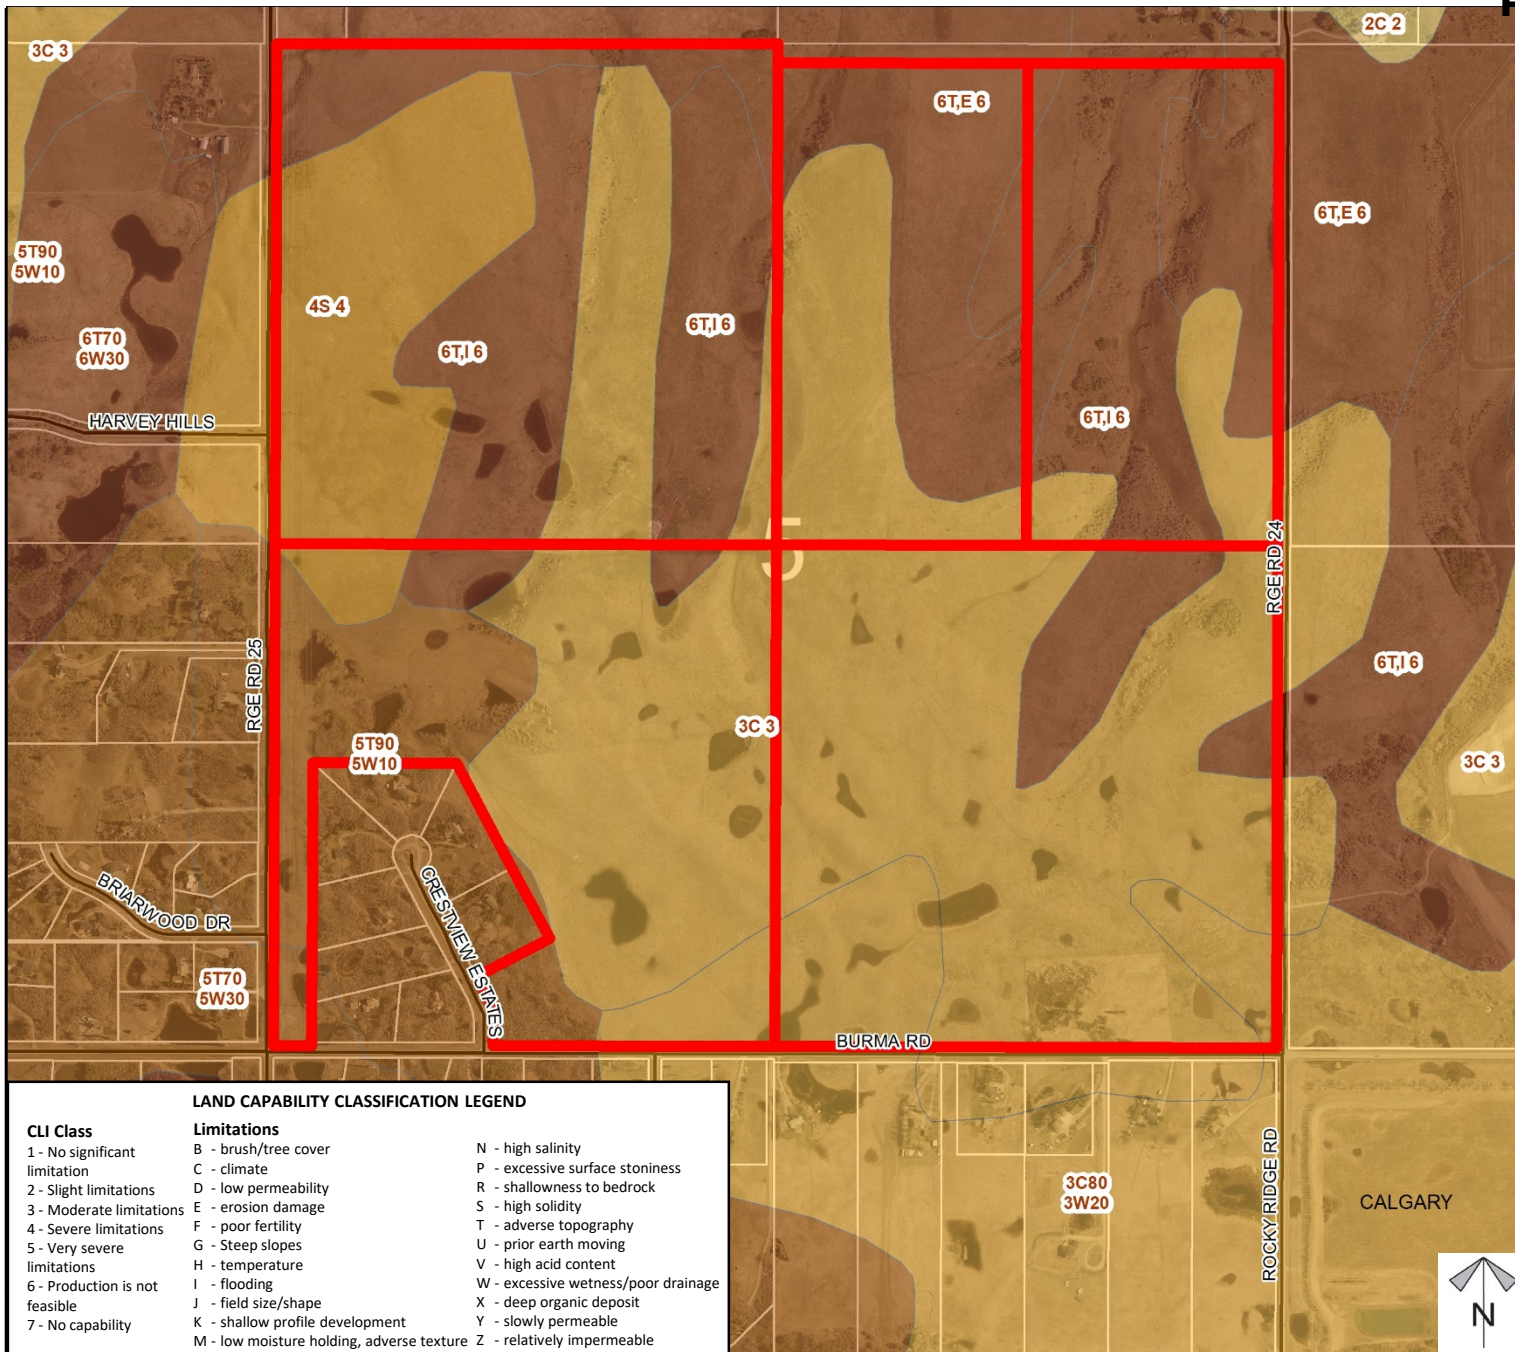 3C 3
2C 2
6T,E 6
6T,E 6
5T90
5W10
4S 4
6T,I 6
6T,I 6
6T70
6W30
HARVEY HILLS
6T,I 6
5
RGE RD 24
RGE RD 25
6T,I 6
3C 3
5T90
5W10
3C 3
BRIARWOOD DR
CRESTVIEW ESTATES
5T70
5W30
BURMA RD
3C80
3W20
ROCKY RIDGE RD
CALGARY
N
LAND CAPABILITY CLASSIFICATION LEGEND
CLI Class
1 - No significant
limitation
2 - Slight limitations
3 - Moderate limitations
4 - Severe limitations
5 - Very severe
limitations
6 - Production is not
feasible
7 - No capability
Limitations
B - brush/tree cover
C - climate
D - low permeability
E - erosion damage
F - poor fertility
G - Steep slopes
H - temperature
I - flooding
J - field size/shape
K - shallow profile development
M - low moisture holding, adverse texture
N - high salinity
P - excessive surface stoniness
R - shallowness to bedrock
S - high solidity
T - adverse topography
U - prior earth moving
V - high acid content
W - excessive wetness/poor drainage
X - deep organic deposit
Y - slowly permeable
Z - relatively impermeable